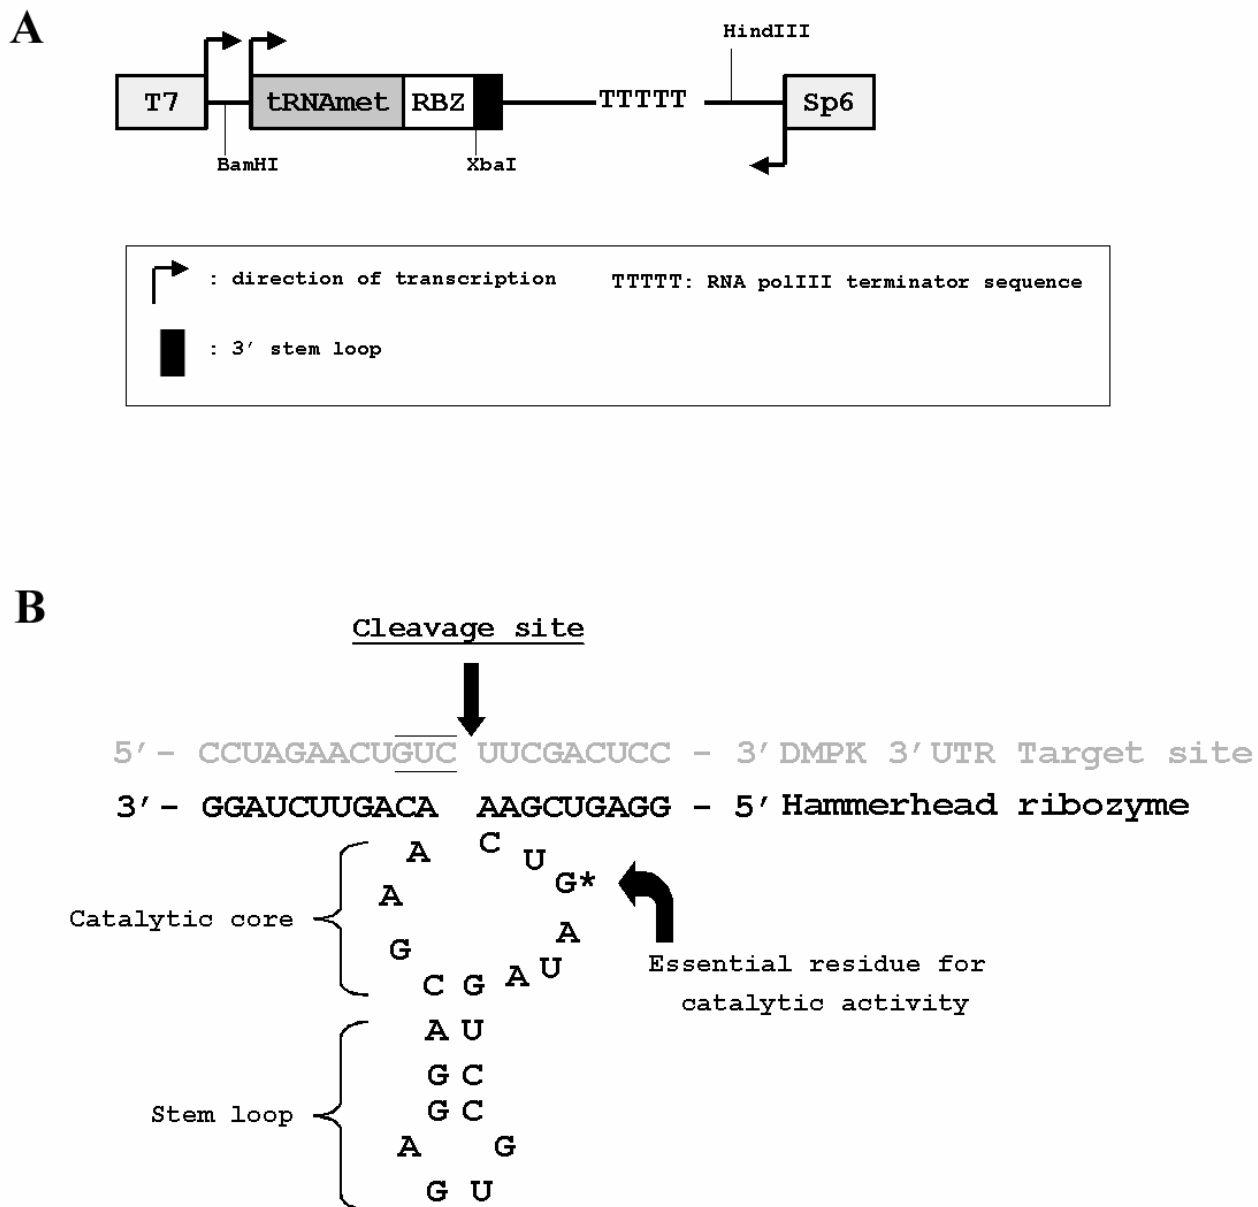 A
HindIII
T7 tRNAmet RBZ TTTTT Sp6
BamHI XbaI
: direction of transcription TTTTT: RNA polIII terminator sequence
: 3′ stem loop
B
Cleavage site
5′- CCUAGAACUGUC UUCGACUCC - 3′DMPK 3′UTR Target site
3′- GGAUCUUGACA AAGCUGAGG - 5′Hammerhead ribozyme
A C U
G*
A
Catalytic core
G A
U
A
C G
Essential residue for
catalytic activity
A U
G C
G C
Stem loop
A G
G U